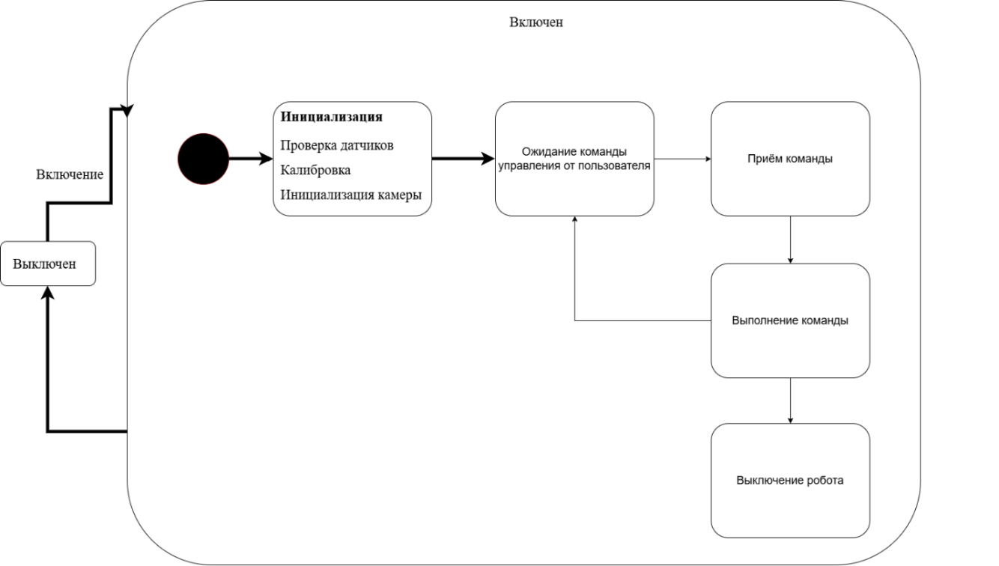 Включен
Инициализация
Проверка датчиков
Калибровка
Инициализация камеры
Ожидание команды
управления от пользователя
Приём команды
Включение
Выключен
Выполнение команды
Выключение робота